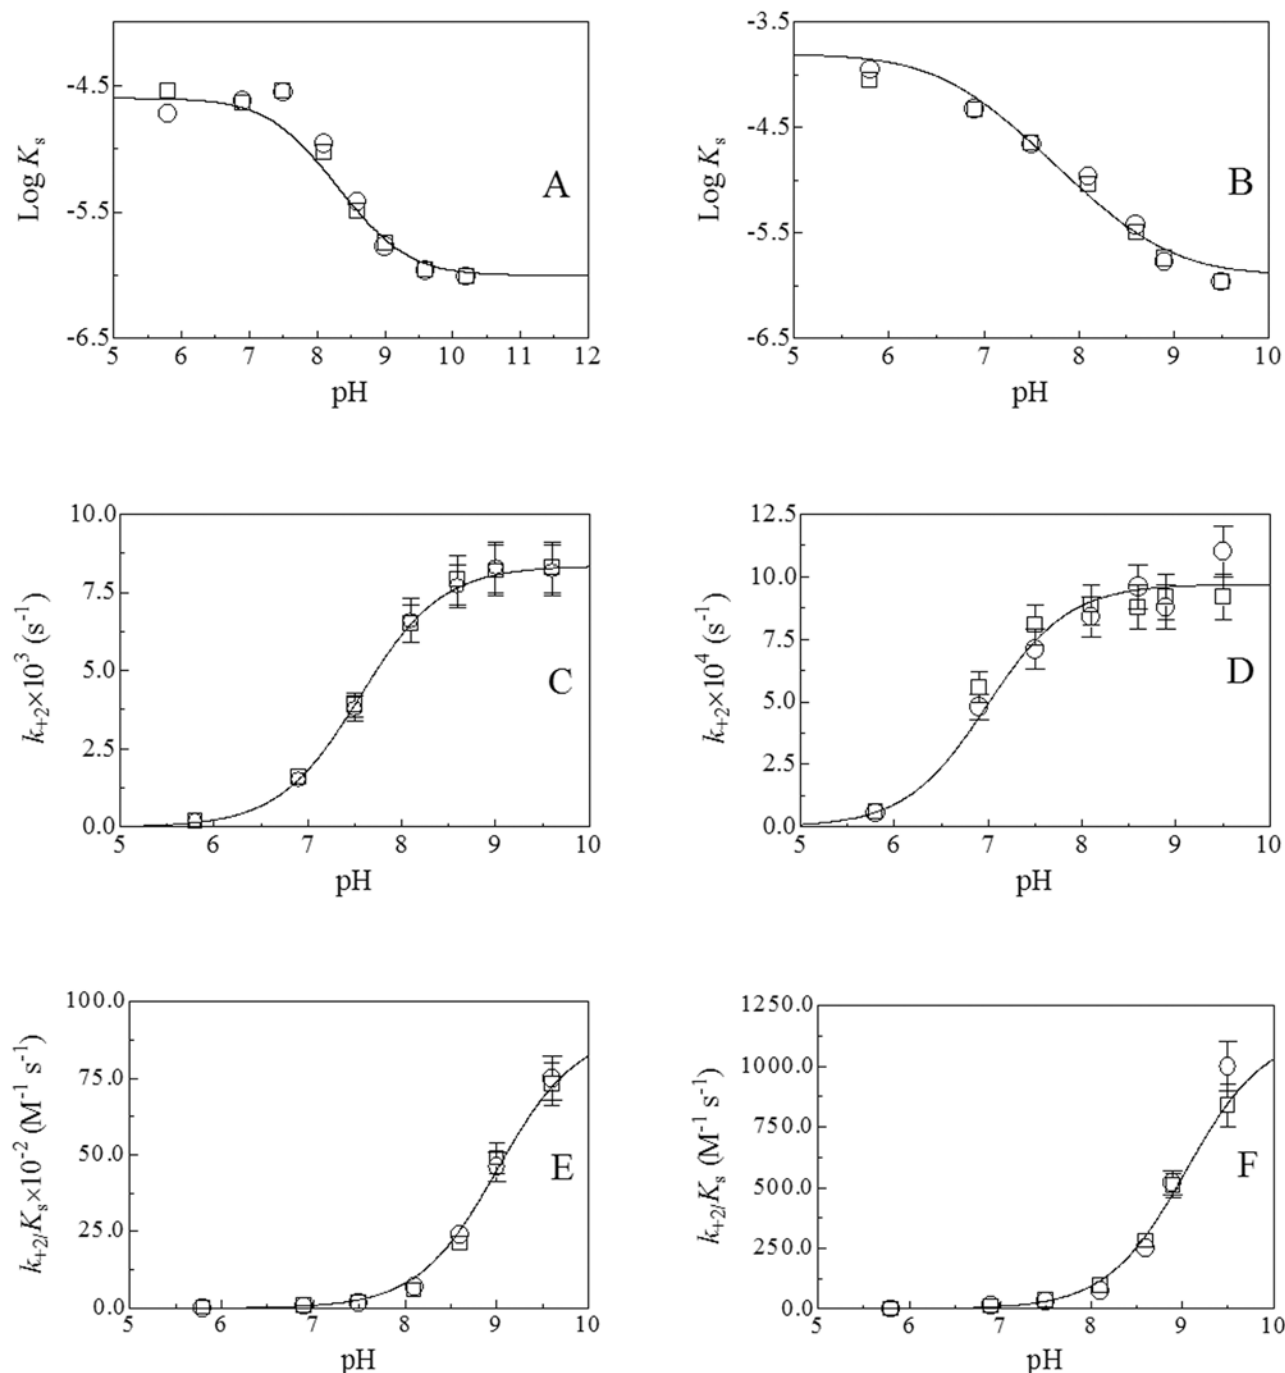 -4.5
-5.5
-6.5
Log Ks
5 6 7 8 9 10 11 12
pH
A
-3.5
-4.5
-5.5
-6.5
Log Ks
5 6 7 8 9 10
pH
B
10.0
7.5
5.0
2.5
0.0
k+2×10³ (s⁻¹)
5 6 7 8 9 10
pH
C
12.5
10.0
7.5
5.0
2.5
0.0
k+2×10⁴ (s⁻¹)
5 6 7 8 9 10
pH
D
100.0
75.0
50.0
25.0
0.0
k+2/Ks×10⁻² (M⁻¹ s⁻¹)
5 6 7 8 9 10
pH
E
1250.0
1000.0
750.0
500.0
250.0
0.0
k+2/Ks (M⁻¹ s⁻¹)
5 6 7 8 9 10
pH
F